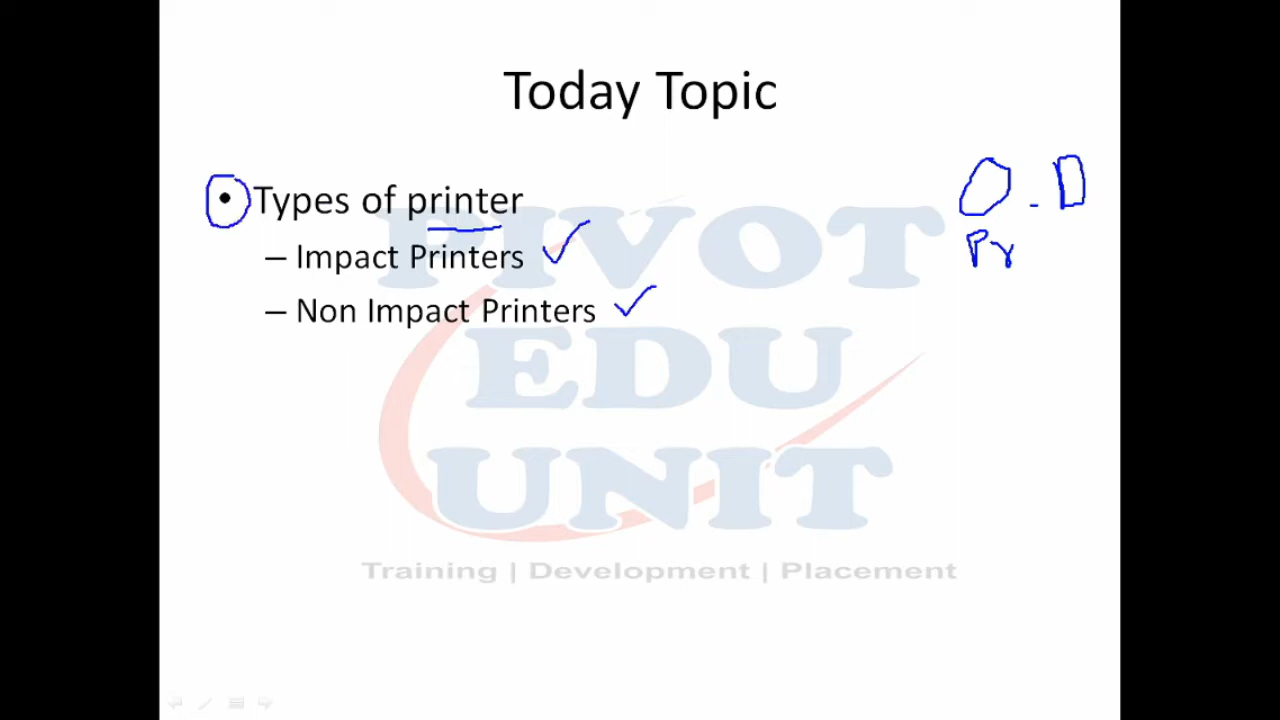 Today Topic
• Types of printer
– Impact Printers
– Non Impact Printers
O - D
Pr
PIVOT
EDU
UNIT
Training | Development | Placement